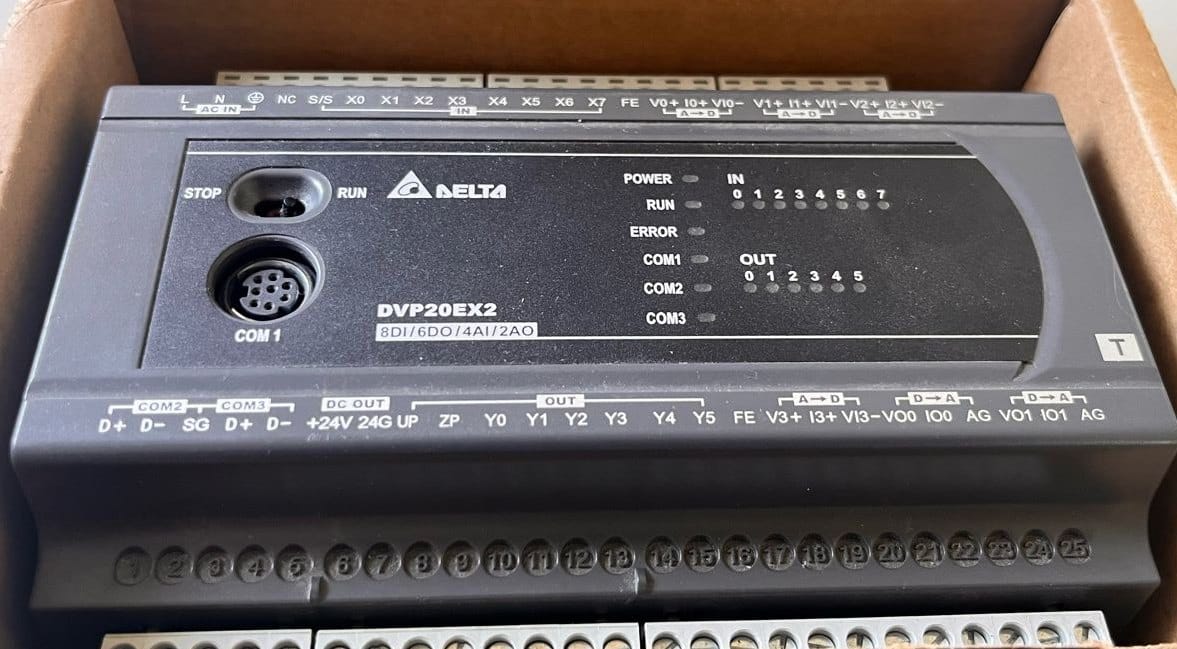 L N NC S/S X0 X1 X2 X3 X4 X5 X6 X7 FE V0+ I0+ VI0- V1+ I1+ VI1- V2+ I2+ VI2-
AC IN IN A→D A→D A→D
STOP RUN DELTA
COM 1
DVP20EX2
8DI/6DO/4AI/2AO
POWER
RUN
ERROR
COM1
COM2
COM3
IN
0 1 2 3 4 5 6 7
OUT
0 1 2 3 4 5
T
COM2 COM3 DC OUT OUT A→D D→A D→A
D+ D- SG D+ D- +24V 24G UP ZP Y0 Y1 Y2 Y3 Y4 Y5 FE V3+ I3+ VI3- VO0 IO0 AG VO1 IO1 AG
1 2 3 4 5 6 7 8 9 10 11 12 13 14 15 16 17 18 19 20 21 22 23 24 25